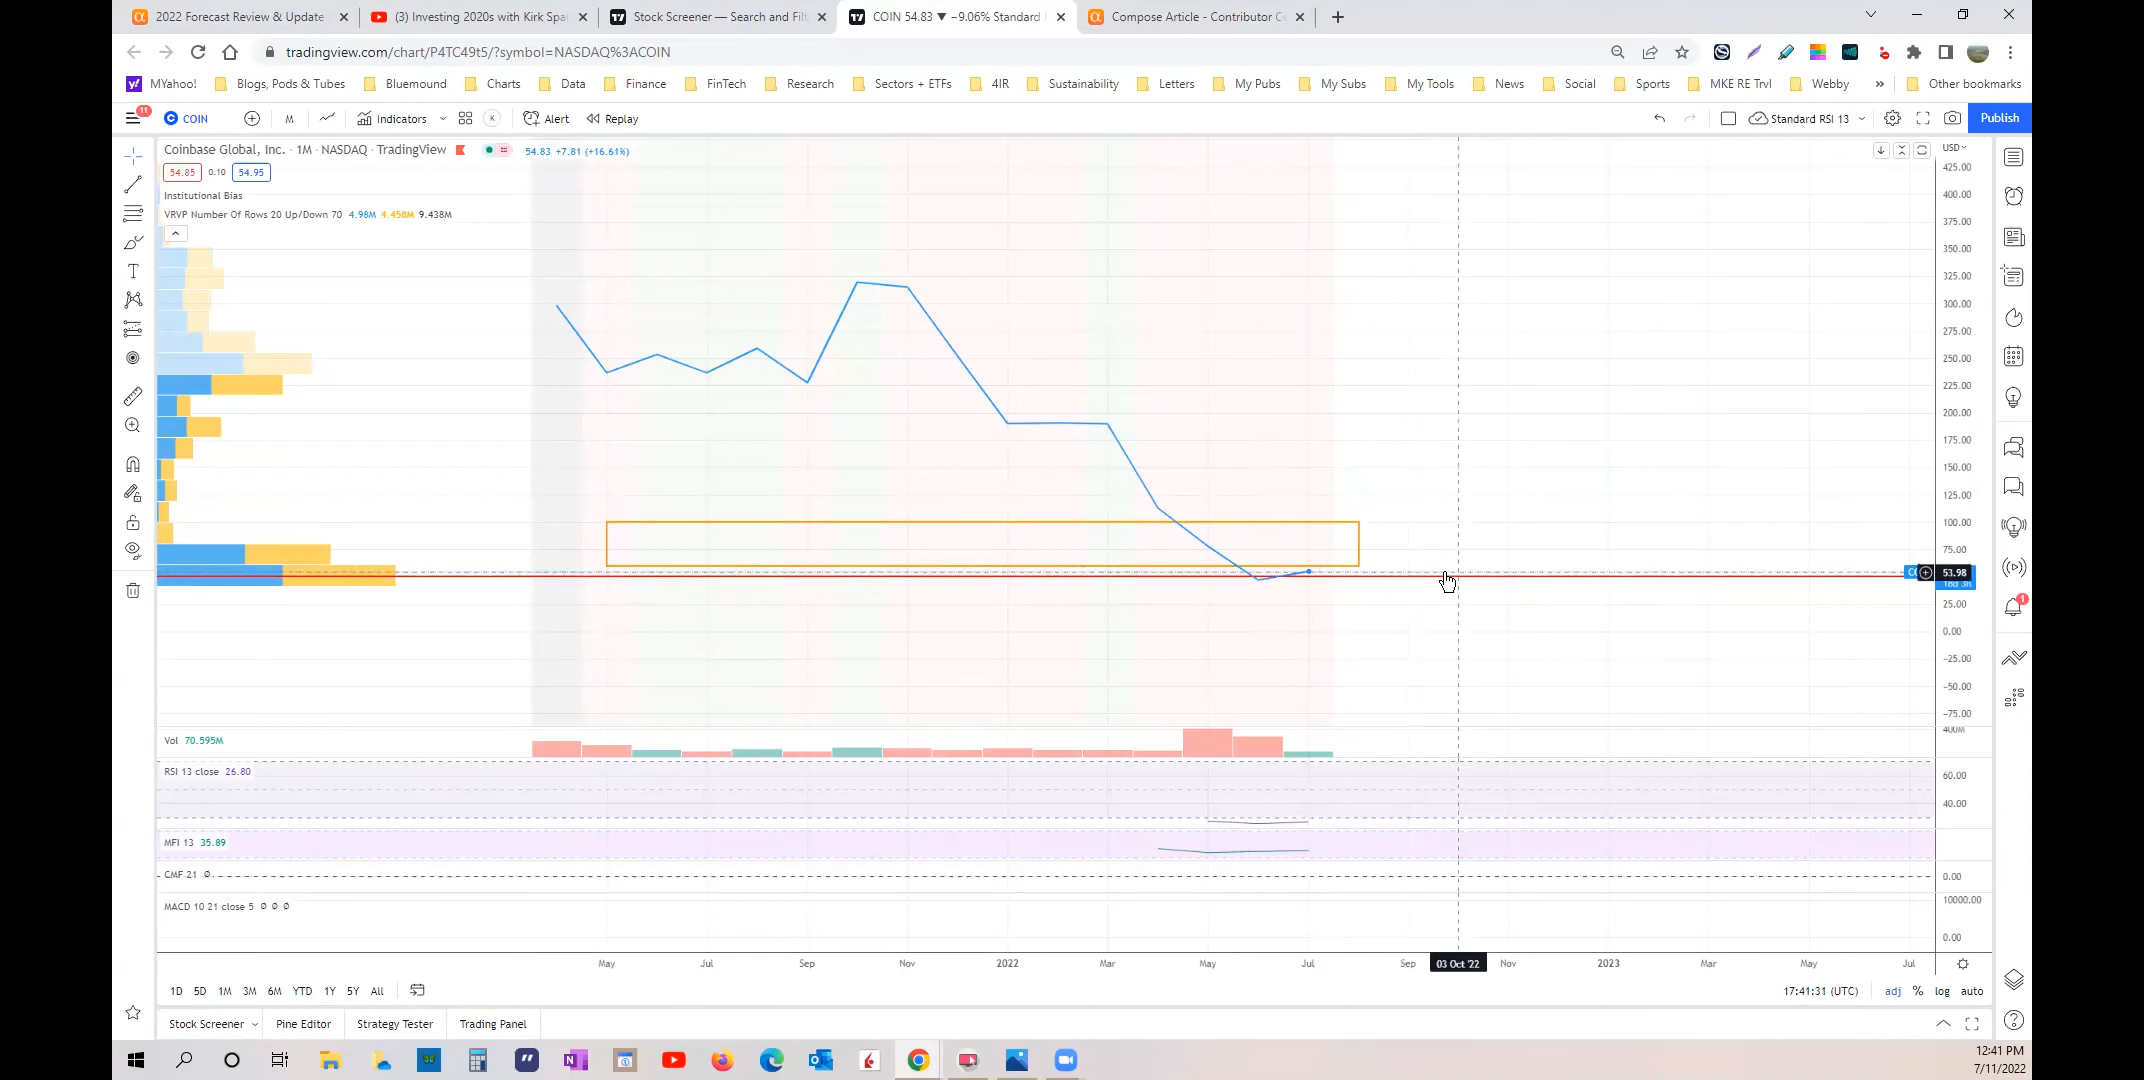 2022 Forecast Review & Update
(3) Investing 2020s with Kirk Spa
Stock Screener — Search and Filt
COIN 54.83 ▼ −9.06% Standard
Compose Article - Contributor C
tradingview.com/chart/P4TC49t5/?symbol=NASDAQ%3ACOIN
MYahoo! Blogs, Pods & Tubes Bluemound Charts Data Finance FinTech Research Sectors + ETFs 4IR Sustainability Letters My Pubs My Subs My Tools News Social Sports MKE RE Trvl Webby » Other bookmarks
11 COIN M Indicators K Alert Replay Standard RSI 13 Publish
Coinbase Global, Inc. · 1M · NASDAQ · TradingView 54.83 +7.81 (+16.61%) USD
54.85 0.10 54.95
Institutional Bias
VRVP Number Of Rows 20 Up/Down 70 4.98M 4.458M 9.438M
425.00
400.00
375.00
350.00
325.00
300.00
275.00
250.00
225.00
200.00
175.00
150.00
125.00
100.00
75.00
53.98
25.00
0.00
−25.00
−50.00
−75.00
Vol 70.595M
400M
RSI 13 close 26.80
60.00
40.00
MFI 13 35.89
CMF 21 Ø
0.00
MACD 10 21 close 5 Ø Ø Ø
10000.00
0.00
May Jul Sep Nov 2022 Mar May Jul Sep 03 Oct '22 Nov 2023 Mar May Jul
1D 5D 1M 3M 6M YTD 1Y 5Y All 17:41:31 (UTC) adj % log auto
Stock Screener Pine Editor Strategy Tester Trading Panel
1
12:41 PM
7/11/2022